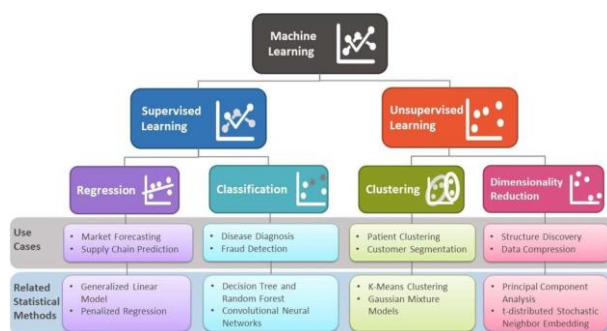 Machine
Learning
Supervised
Learning
Unsupervised
Learning
Regression
Classification
Clustering
Dimensionality
Reduction
Use
Cases
• Market Forecasting
• Supply Chain Prediction
• Disease Diagnosis
• Fraud Detection
• Patient Clustering
• Customer Segmentation
• Structure Discovery
• Data Compression
Related
Statistical
Methods
• Generalized Linear
Model
• Penalized Regression
• Decision Tree and
Random Forest
• Convolutional Neural
Networks
• K-Means Clustering
• Gaussian Mixture
Models
• Principal Component
Analysis
• t-distributed Stochastic
Neighbor Embedding